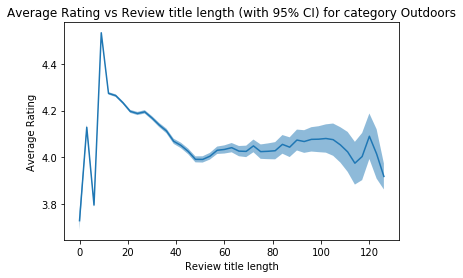 Average Rating vs Review title length (with 95% CI) for category Outdoors
Average Rating
4.4
4.2
4.0
3.8
0 20 40 60 80 100 120
Review title length